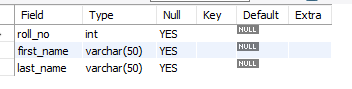 Field Type Null Key Default Extra
roll_no int YES NULL
first_name varchar(50) YES NULL
last_name varchar(50) YES NULL